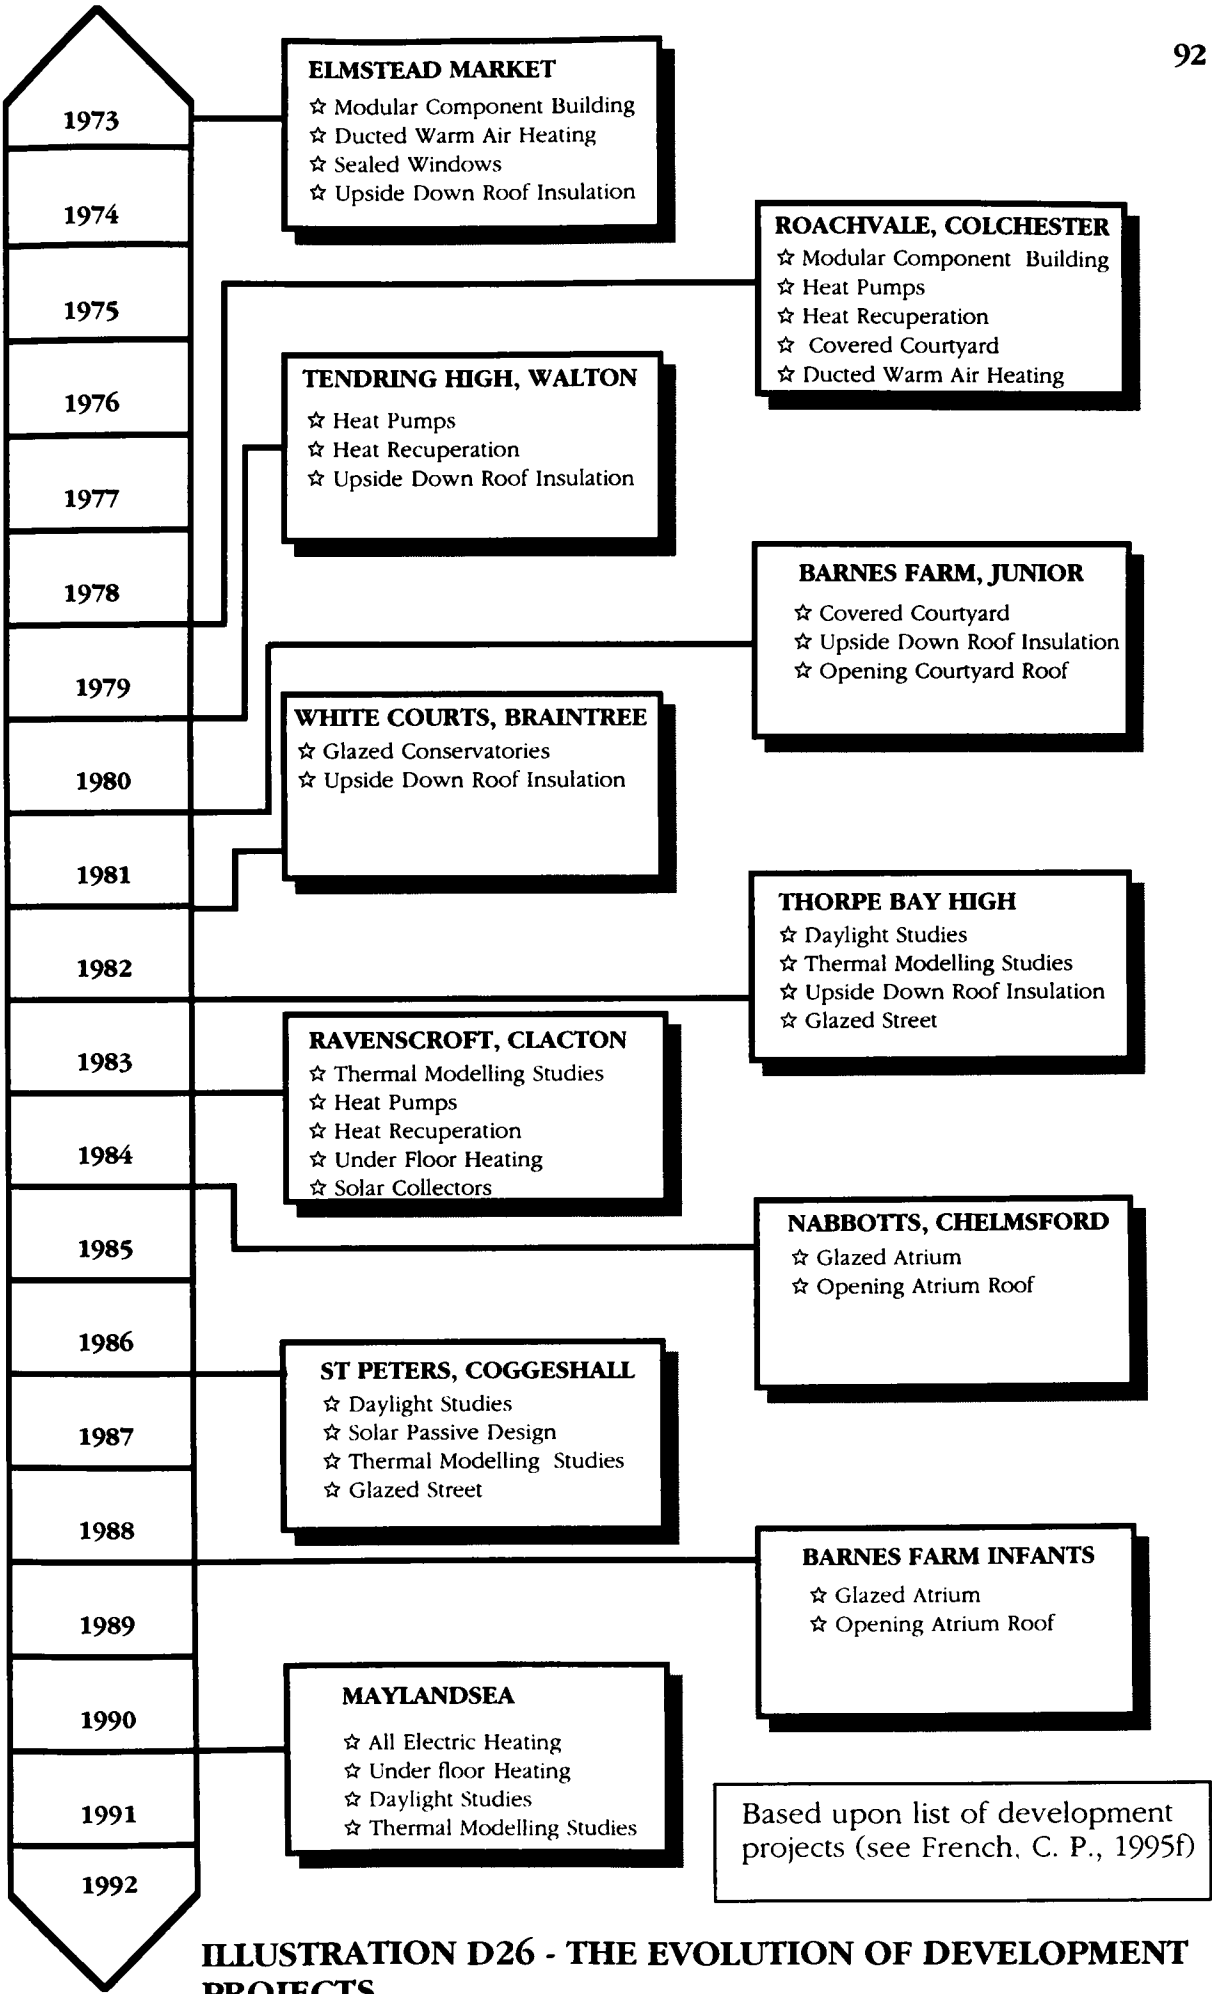 92
1973
1974
1975
1976
1977
1978
1979
1980
1981
1982
1983
1984
1985
1986
1987
1988
1989
1990
1991
1992
ELMSTEAD MARKET
☆ Modular Component Building
☆ Ducted Warm Air Heating
☆ Sealed Windows
☆ Upside Down Roof Insulation
ROACHVALE, COLCHESTER
☆ Modular Component Building
☆ Heat Pumps
☆ Heat Recuperation
☆ Covered Courtyard
☆ Ducted Warm Air Heating
TENDRING HIGH, WALTON
☆ Heat Pumps
☆ Heat Recuperation
☆ Upside Down Roof Insulation
BARNES FARM, JUNIOR
☆ Covered Courtyard
☆ Upside Down Roof Insulation
☆ Opening Courtyard Roof
WHITE COURTS, BRAINTREE
☆ Glazed Conservatories
☆ Upside Down Roof Insulation
THORPE BAY HIGH
☆ Daylight Studies
☆ Thermal Modelling Studies
☆ Upside Down Roof Insulation
☆ Glazed Street
RAVENSCROFT, CLACTON
☆ Thermal Modelling Studies
☆ Heat Pumps
☆ Heat Recuperation
☆ Under Floor Heating
☆ Solar Collectors
NABBOTTS, CHELMSFORD
☆ Glazed Atrium
☆ Opening Atrium Roof
ST PETERS, COGGESHALL
☆ Daylight Studies
☆ Solar Passive Design
☆ Thermal Modelling Studies
☆ Glazed Street
BARNES FARM INFANTS
☆ Glazed Atrium
☆ Opening Atrium Roof
MAYLANDSEA
☆ All Electric Heating
☆ Under floor Heating
☆ Daylight Studies
☆ Thermal Modelling Studies
Based upon list of development
projects (see French, C. P., 1995f)
ILLUSTRATION D26 - THE EVOLUTION OF DEVELOPMENT
PROJECTS